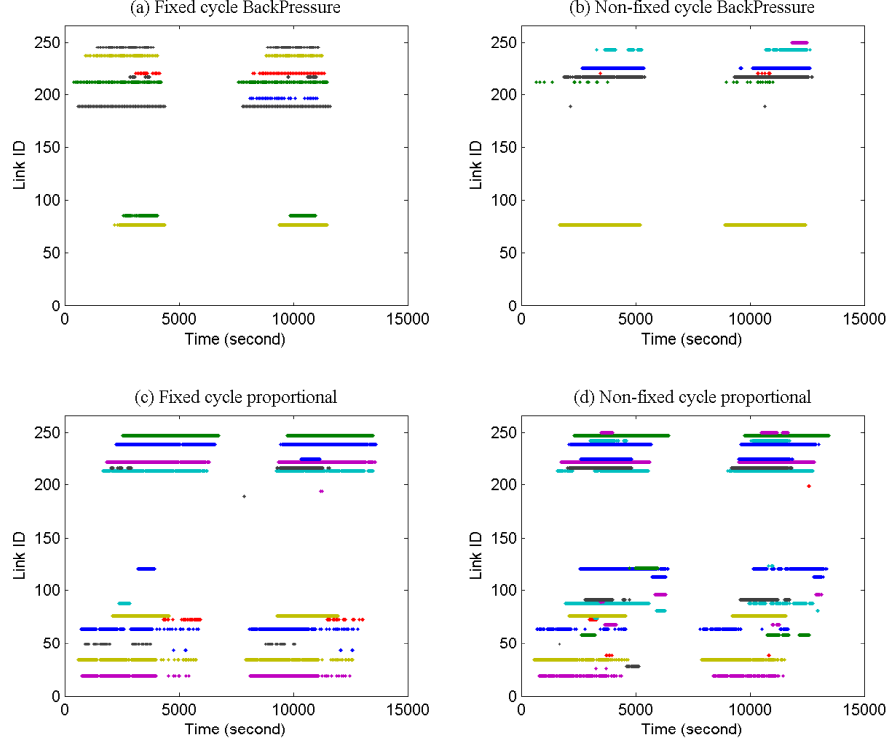 (a) Fixed cycle BackPressure
250
200
150
100
50
0
Link ID
0 5000 10000 15000
Time (second)
(b) Non-fixed cycle BackPressure
250
200
150
100
50
0
Link ID
0 5000 10000 15000
Time (second)
(c) Fixed cycle proportional
250
200
150
100
50
0
Link ID
0 5000 10000 15000
Time (second)
(d) Non-fixed cycle proportional
250
200
150
100
50
0
Link ID
0 5000 10000 15000
Time (second)